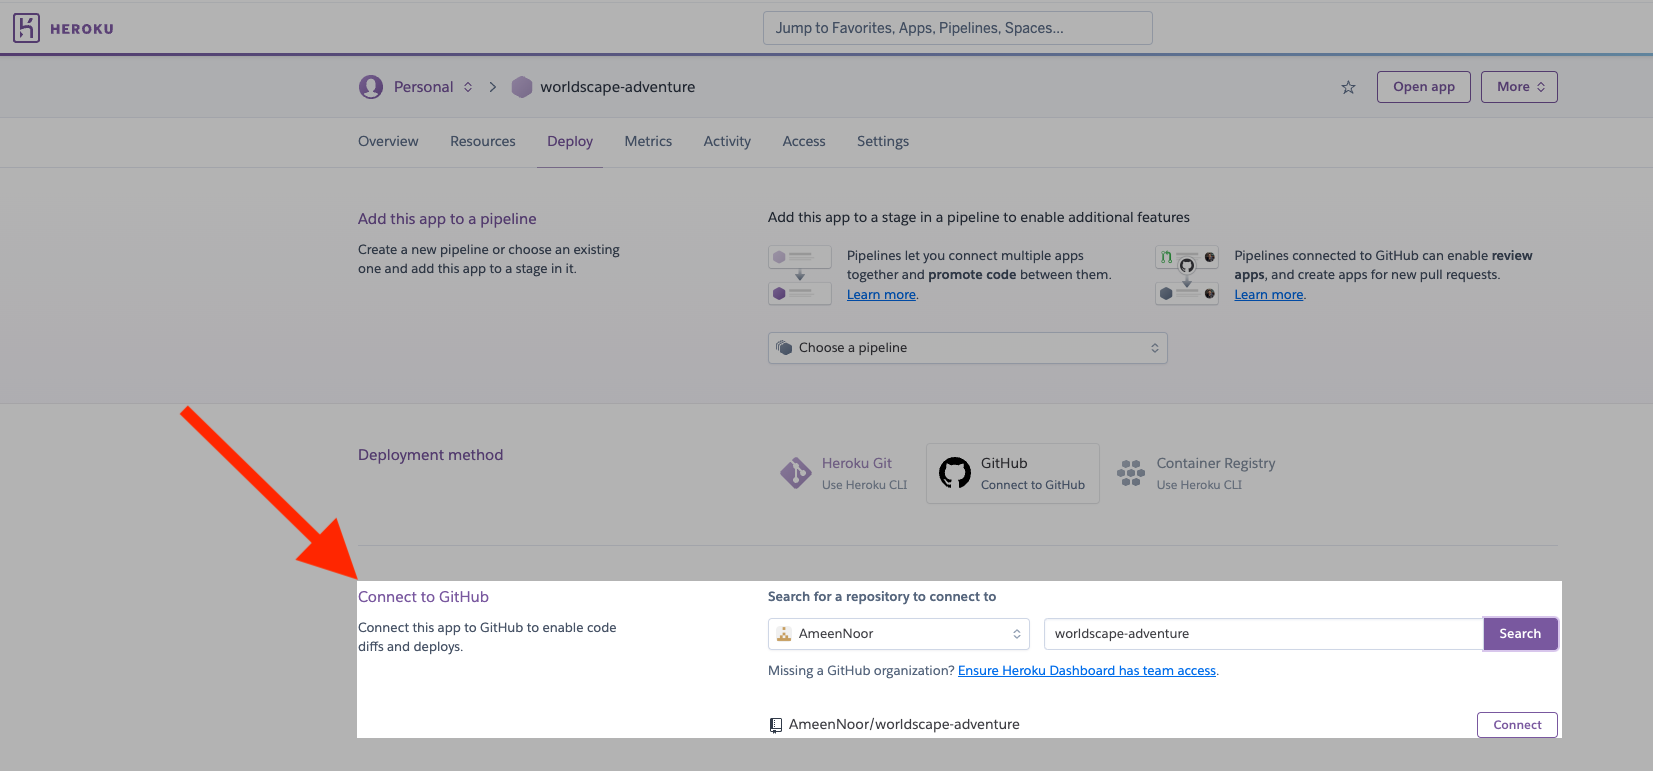 HEROKU
Jump to Favorites, Apps, Pipelines, Spaces...
Personal
worldscape-adventure
Open app
More
Overview
Resources
Deploy
Metrics
Activity
Access
Settings
Add this app to a pipeline
Create a new pipeline or choose an existing
one and add this app to a stage in it.
Add this app to a stage in a pipeline to enable additional features
Pipelines let you connect multiple apps
together and promote code between them.
Learn more.
Pipelines connected to GitHub can enable review
apps, and create apps for new pull requests.
Learn more.
Choose a pipeline
Deployment method
Heroku Git
Use Heroku CLI
GitHub
Connect to GitHub
Container Registry
Use Heroku CLI
Connect to GitHub
Connect this app to GitHub to enable code
diffs and deploys.
Search for a repository to connect to
AmeenNoor
worldscape-adventure
Search
Missing a GitHub organization? Ensure Heroku Dashboard has team access.
AmeenNoor/worldscape-adventure
Connect